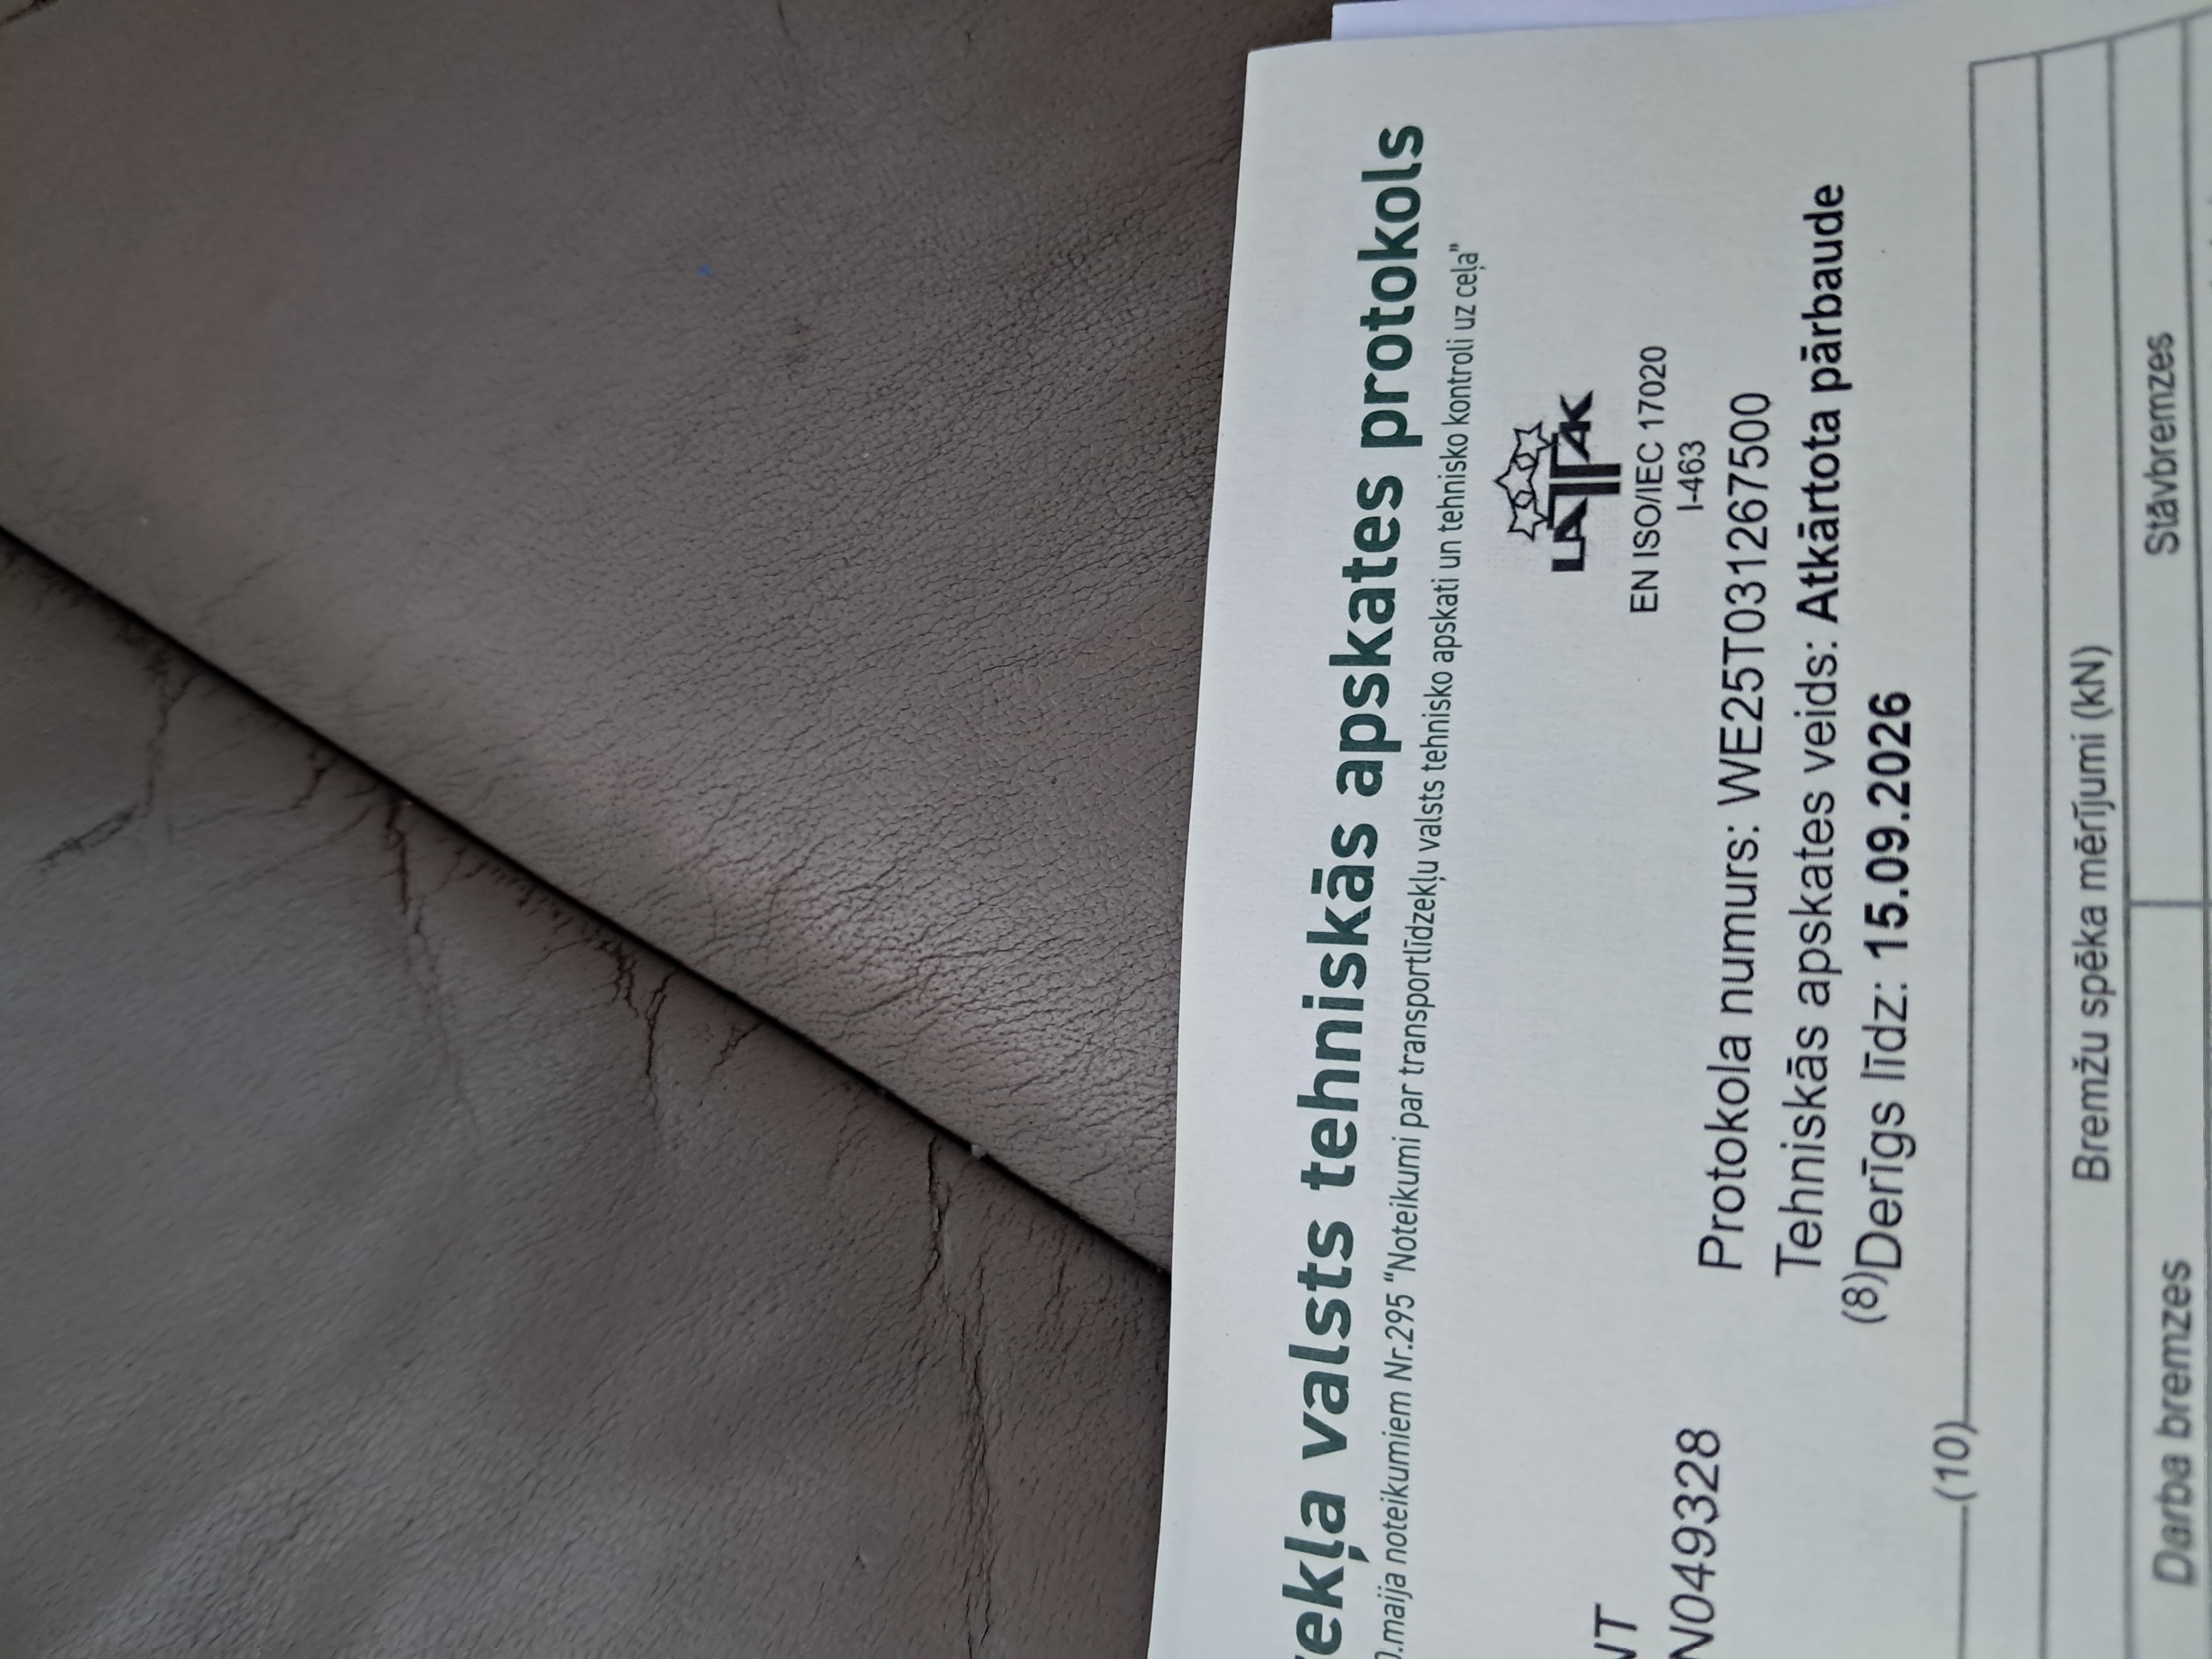 valsts tehniskās apskates protokols
maija noteikumiem Nr.295 "Noteikumi par transportlīdzekļu valsts tehnisko apskati un tehnisko kontroli uz ceļa"
LATAK
EN ISO/IEC 17020
I-463
N049328
Protokola numurs: WE25T031267500
Tehniskās apskates veids: Atkārtota pārbaude
(8)Derīgs līdz: 15.09.2026
(10)
Bremžu spēka mērījumi (kN)
Darba bremzes
Stāvbremzes